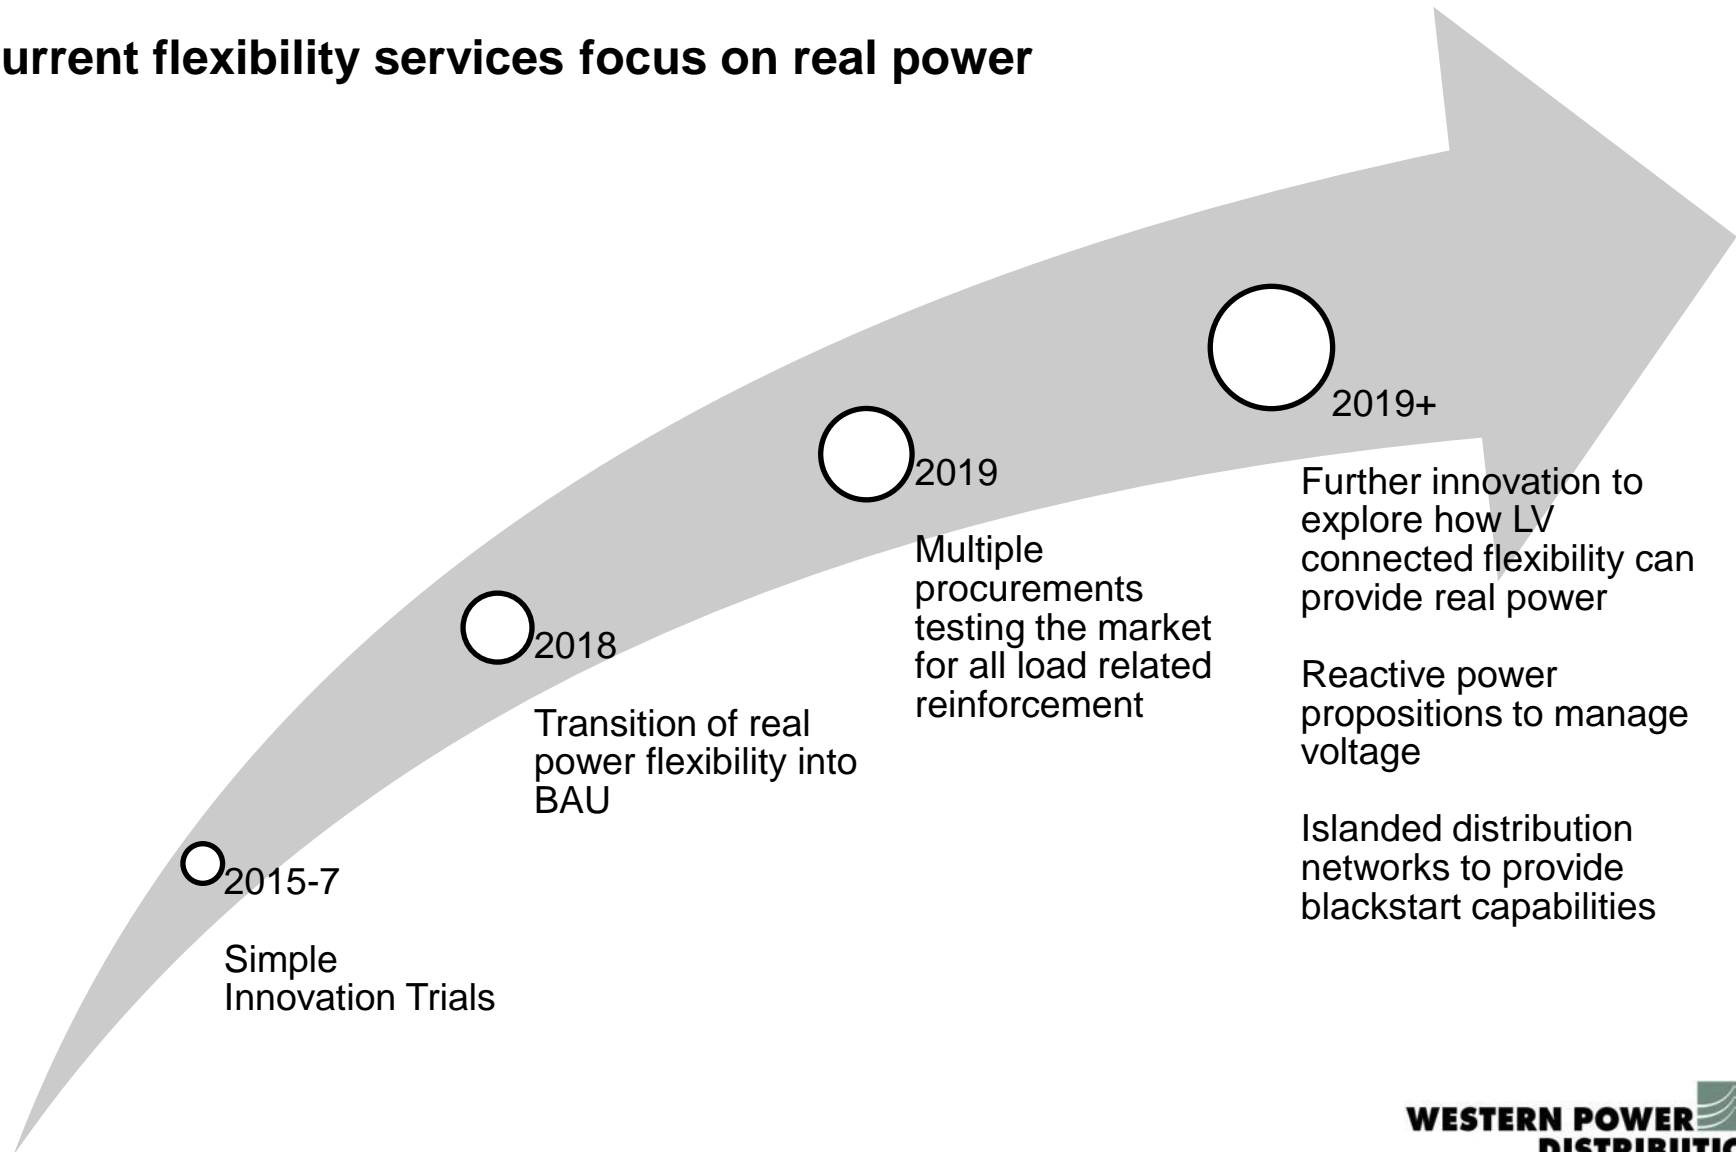 urrent flexibility services focus on real power
2019+
Further innovation to
explore how LV
connected flexibility can
provide real power
Reactive power
propositions to manage
voltage
Islanded distribution
networks to provide
blackstart capabilities
2019
Multiple
procurements
testing the market
for all load related
reinforcement
2018
Transition of real
power flexibility into
BAU
2015-7
Simple
Innovation Trials
WESTERN POWER
DISTRIBUTIO